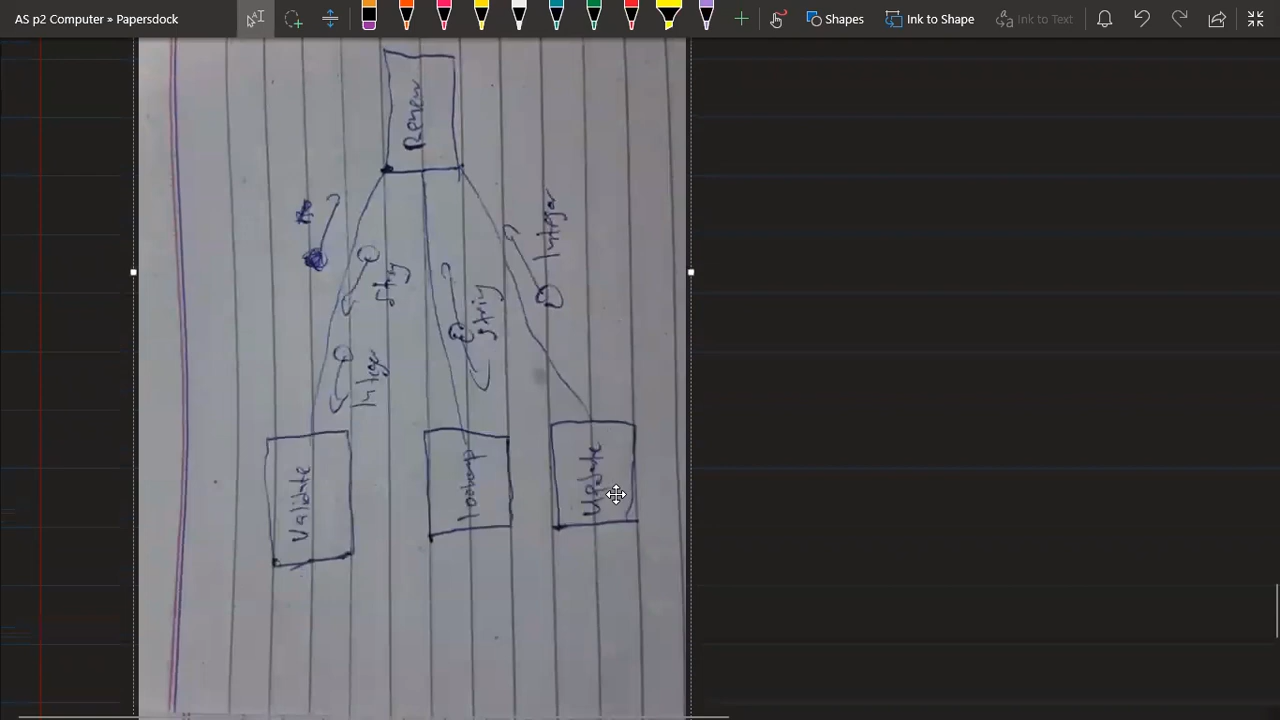 AS p2 Computer » Papersdock
Shapes
Ink to Shape
Ink to Text
Renew
Integer
String
String
Integer
Validate
Lookup
Update